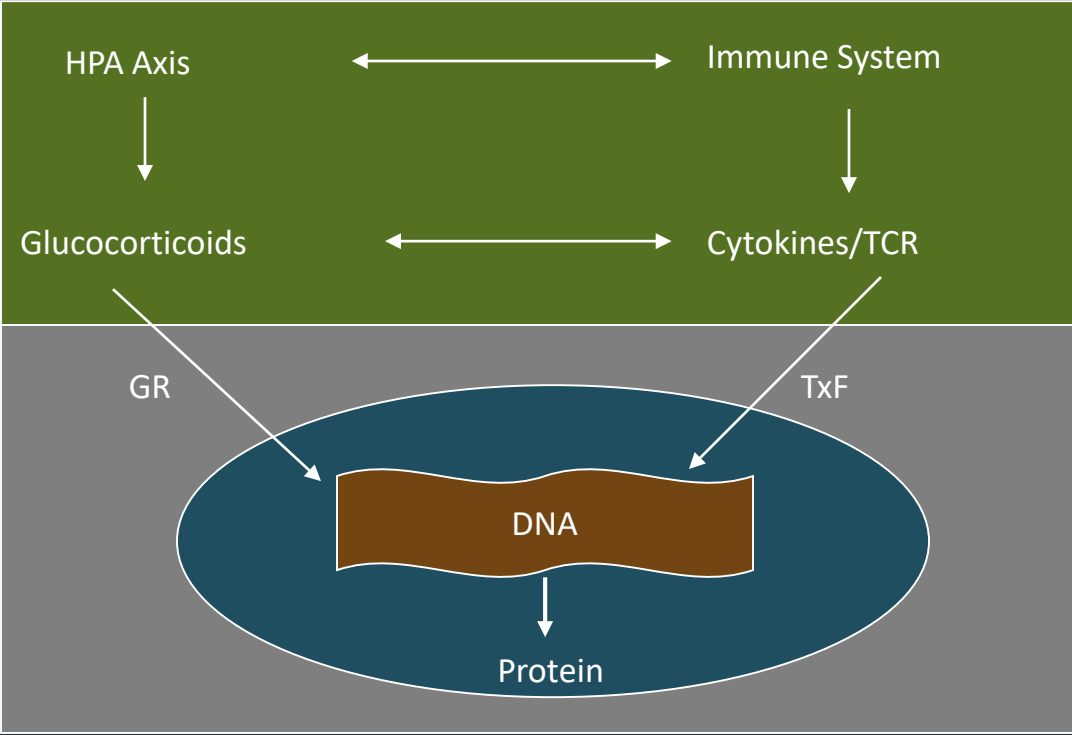 HPA Axis
Immune System
Glucocorticoids
Cytokines/TCR
GR
TxF
DNA
Protein